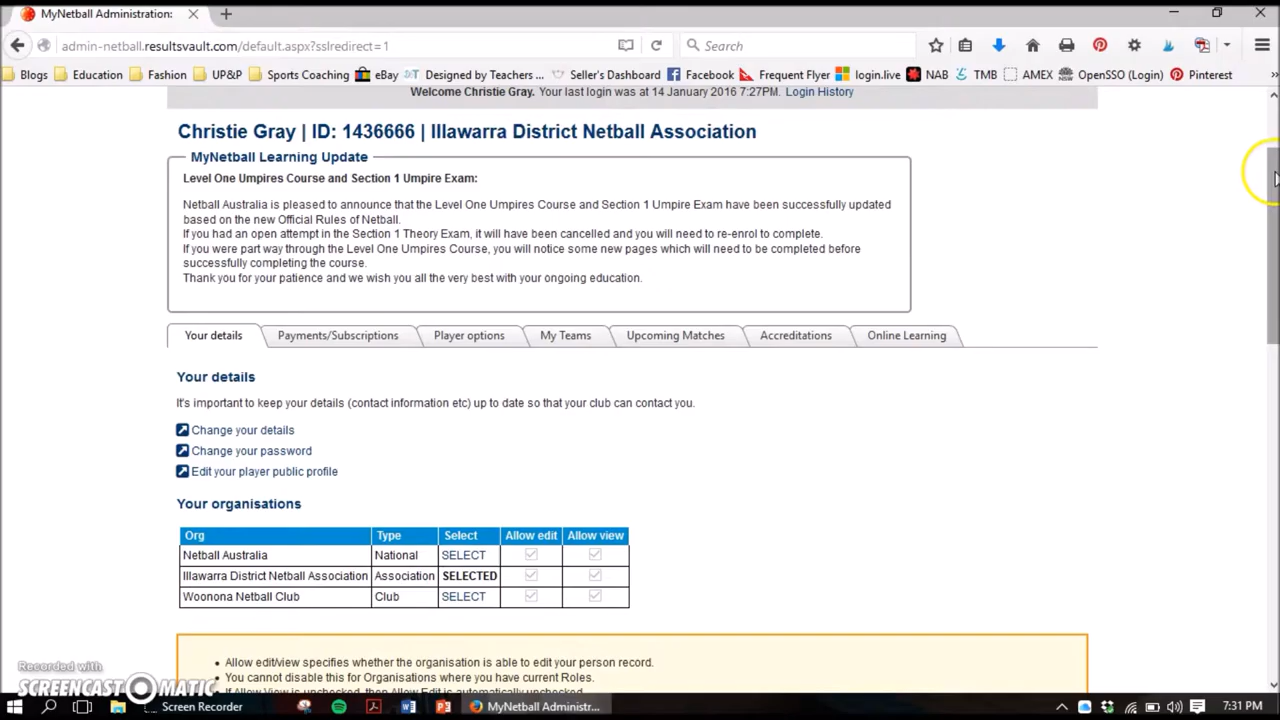 MyNetball Administration:
admin-netball.resultsvault.com/default.aspx?sslredirect=1
Search
Blogs Education Fashion UP&P Sports Coaching eBay Designed by Teachers ... Seller's Dashboard Facebook Frequent Flyer login.live NAB TMB AMEX OpenSSO (Login) Pinterest
Welcome Christie Gray. Your last login was at 14 January 2016 7:27PM. Login History
Christie Gray | ID: 1436666 | Illawarra District Netball Association
MyNetball Learning Update
Level One Umpires Course and Section 1 Umpire Exam:
Netball Australia is pleased to announce that the Level One Umpires Course and Section 1 Umpire Exam have been successfully updated
based on the new Official Rules of Netball.
If you had an open attempt in the Section 1 Theory Exam, it will have been cancelled and you will need to re-enrol to complete.
If you were part way through the Level One Umpires Course, you will notice some new pages which will need to be completed before
successfully completing the course.
Thank you for your patience and we wish you all the very best with your ongoing education.
Your details Payments/Subscriptions Player options My Teams Upcoming Matches Accreditations Online Learning
Your details
It's important to keep your details (contact information etc) up to date so that your club can contact you.
Change your details
Change your password
Edit your player public profile
Your organisations
Org Type Select Allow edit Allow view
Netball Australia National SELECT
Illawarra District Netball Association Association SELECTED
Woonona Netball Club Club SELECT
Allow edit/view specifies whether the organisation is able to edit your person record.
You cannot disable this for Organisations where you have current Roles.
If Allow View is unchecked, then Allow Edit is automatically unchecked.
Recorded with
SCREENCAST-O-MATIC
Screen Recorder MyNetball Administr... 7:31 PM